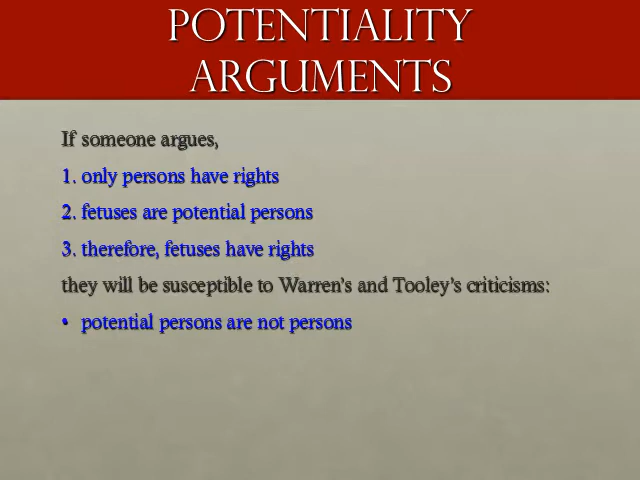 POTENTIALITY
ARGUMENTS
If someone argues,
1. only persons have rights
2. fetuses are potential persons
3. therefore, fetuses have rights
they will be susceptible to Warren's and Tooley's criticisms:
• potential persons are not persons